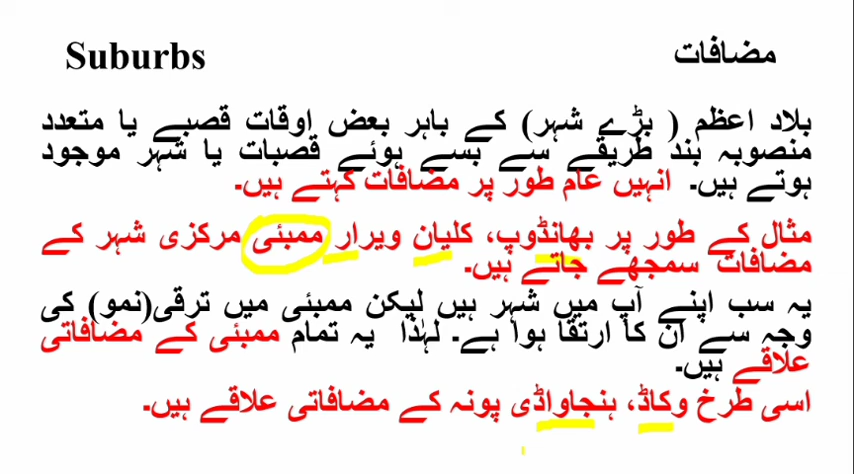 Suburbs مضافات
بلاد اعظم ( بڑے شہر) کے باہر بعض اوقات قصبے یا متعدد
منصوبہ بند طریقے سے بسے ہوئے قصبات یا شہر موجود
ہوتے ہیں۔ انہیں عام طور پر مضافات کہتے ہیں۔
مثال کے طور پر بھانڈوپ، کلیان ویرار ممبئی مرکزی شہر کے
مضافات سمجھے جاتے ہیں۔
یہ سب اپنے آپ میں شہر ہیں لیکن ممبئی میں ترقی(نمو) کی
وجہ سے ان کا ارتقا ہوا ہے۔ لہٰذا یہ تمام ممبئی کے مضافاتی
علاقے ہیں۔
اسی طرخ وکاڈ، ہنجاواڈی پونہ کے مضافاتی علاقے ہیں۔